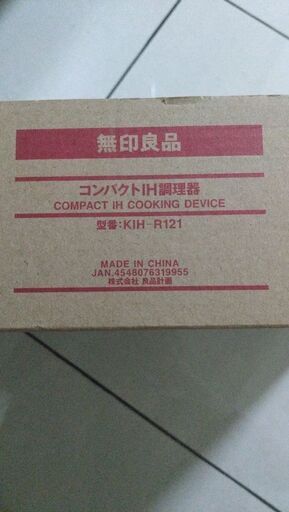 無印良品
コンパクトIH調理器
COMPACT IH COOKING DEVICE
型番:KIH-R121
MADE IN CHINA
JAN.4548076319955
株式会社 良品計画